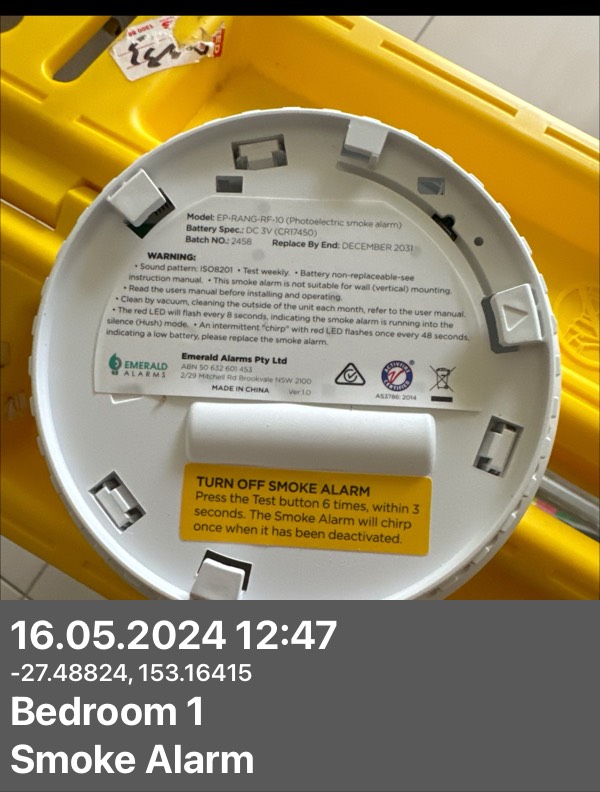 Model: EP-RANG-RF-10 (Photoelectric smoke alarm)
Battery Spec.: DC 3V (CR17450)
Batch NO.: 2458 Replace By End: DECEMBER 2031
WARNING:
• Sound pattern: ISO8201 • Test weekly. • Battery non-replaceable-see
instruction manual. • This smoke alarm is not suitable for wall (vertical) mounting.
• Read the users manual before installing and operating.
• Clean by vacuum, cleaning the outside of the unit each month, refer to the user manual.
• The red LED will flash every 8 seconds, indicating the smoke alarm is running into the
silence (Hush) mode. • An intermittent "chirp" with red LED flashes once every 48 seconds,
indicating a low battery, please replace the smoke alarm.
EMERALD
ALARMS
Emerald Alarms Pty Ltd
ABN 50 632 601 453
2/29 Mitchell Rd Brookvale NSW 2100
MADE IN CHINA Ver1.0
ACTIVFIRE
CERTIFIED
AS3786: 2014
TURN OFF SMOKE ALARM
Press the Test button 6 times, within 3
seconds. The Smoke Alarm will chirp
once when it has been deactivated.
16.05.2024 12:47
-27.48824, 153.16415
Bedroom 1
Smoke Alarm